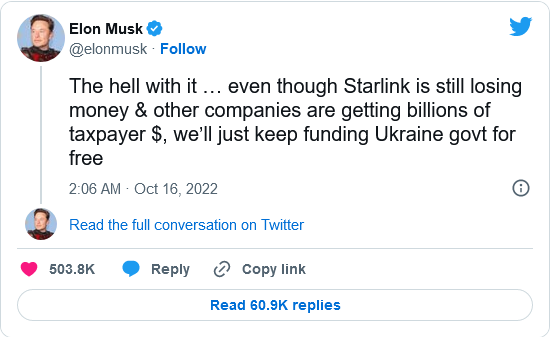 Elon Musk
@elonmusk · Follow
The hell with it … even though Starlink is still losing
money & other companies are getting billions of
taxpayer $, we’ll just keep funding Ukraine govt for
free
2:06 AM · Oct 16, 2022
Read the full conversation on Twitter
503.8K Reply Copy link
Read 60.9K replies